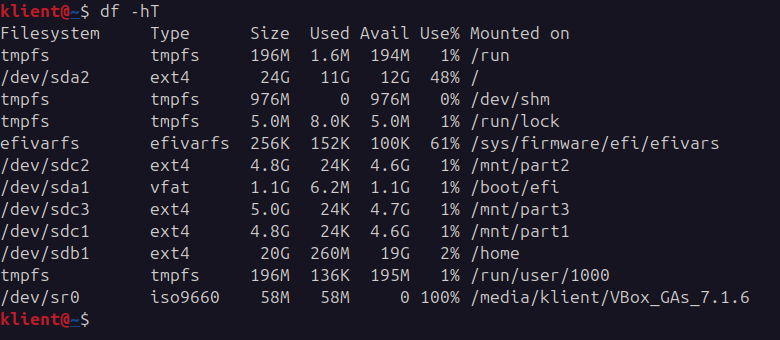 klient@~$ df -hT
Filesystem     Type      Size  Used Avail Use% Mounted on
tmpfs          tmpfs     196M  1.6M  194M   1% /run
/dev/sda2      ext4       24G   11G   12G  48% /
tmpfs          tmpfs     976M     0  976M   0% /dev/shm
tmpfs          tmpfs     5.0M  8.0K  5.0M   1% /run/lock
efivarfs       efivarfs  256K  152K  100K  61% /sys/firmware/efi/efivars
/dev/sdc2      ext4      4.8G   24K  4.6G   1% /mnt/part2
/dev/sda1      vfat      1.1G  6.2M  1.1G   1% /boot/efi
/dev/sdc3      ext4      5.0G   24K  4.7G   1% /mnt/part3
/dev/sdc1      ext4      4.8G   24K  4.6G   1% /mnt/part1
/dev/sdb1      ext4       20G  260M   19G   2% /home
tmpfs          tmpfs     196M  136K  195M   1% /run/user/1000
/dev/sr0       iso9660    58M   58M     0 100% /media/klient/VBox_GAs_7.1.6
klient@~$